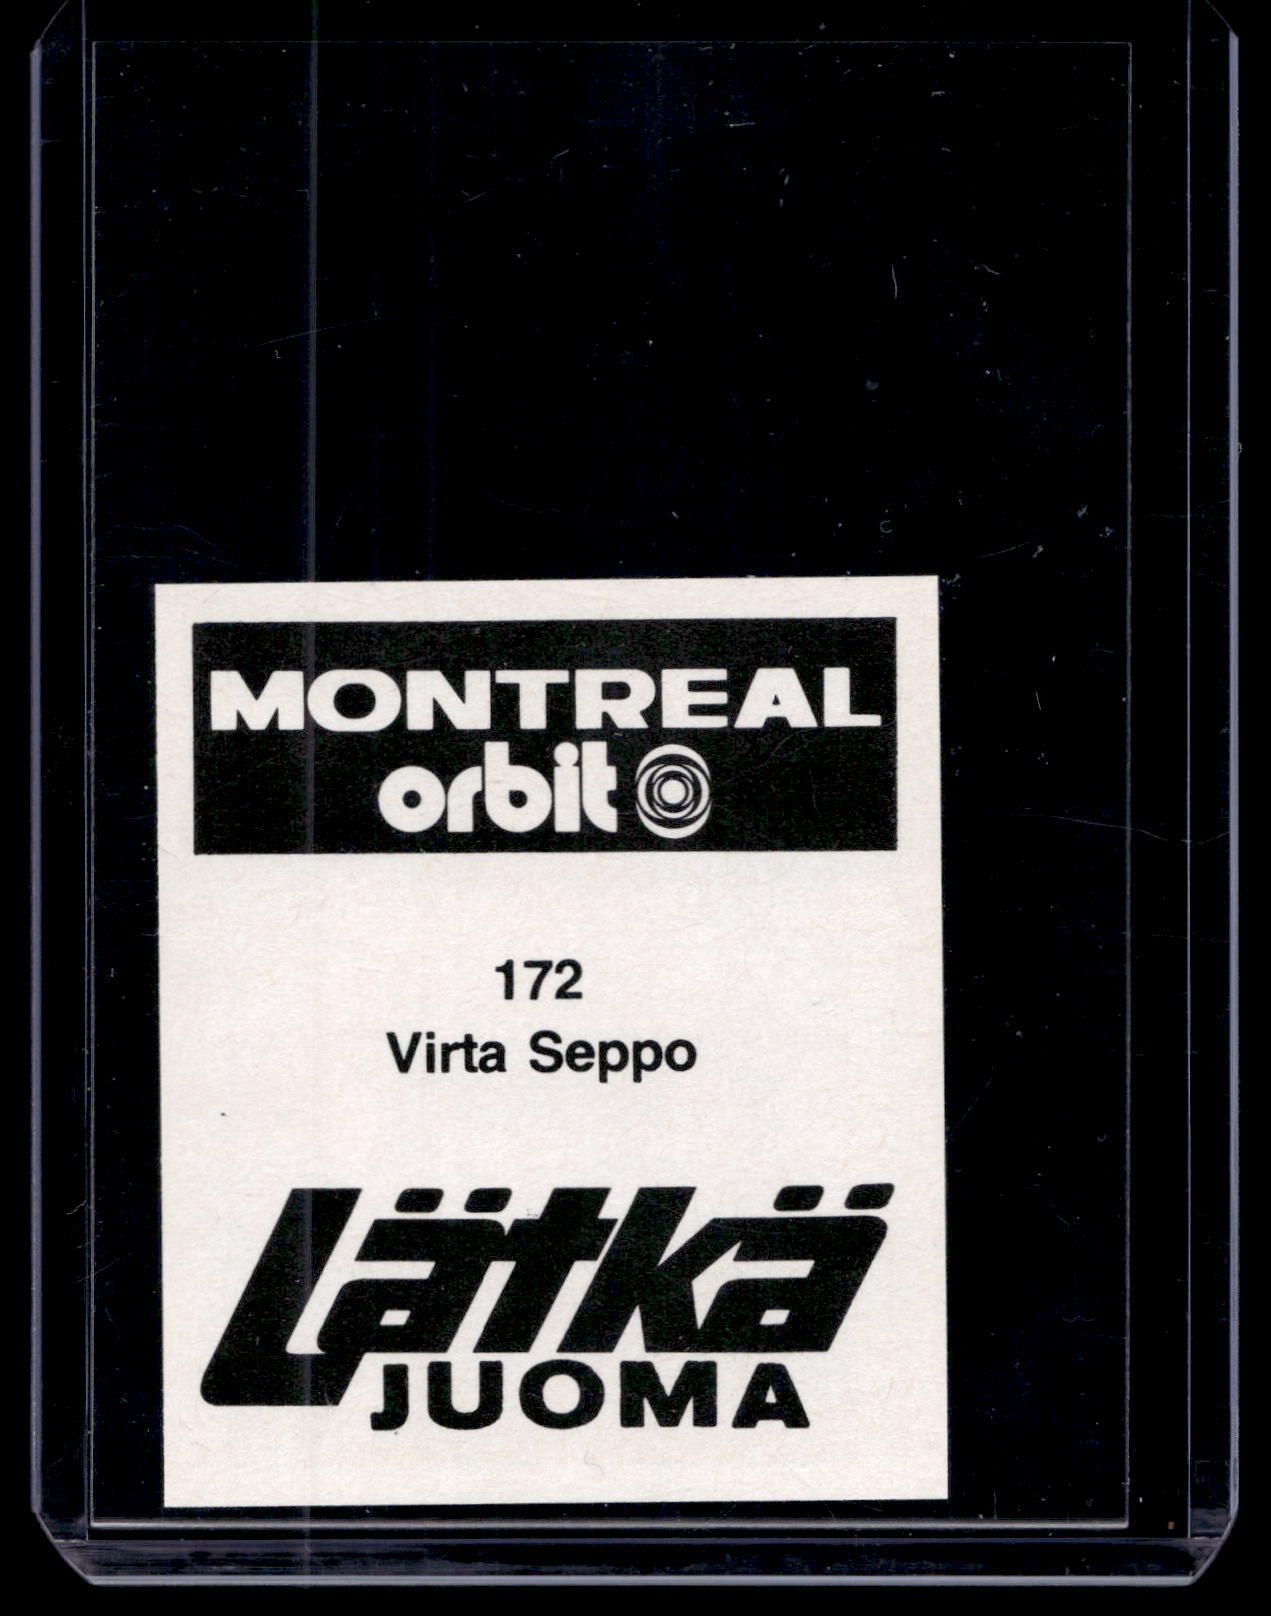 MONTREAL
orbit
172
Virta Seppo
Lätkä
JUOMA